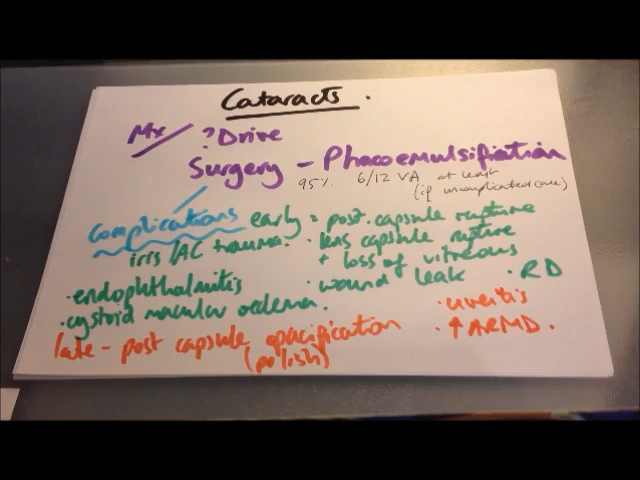 Cataracts.
Mx ?Drive
Surgery - Phacoemulsification
95% 6/12 VA at least
(if uncomplicated care)
complications early = post. capsule rupture
iris/AC trauma. · lens capsule rupture
+ loss of vitreous
· endophthalmitis · wound leak · RD
· cystoid macular oedema.
late - post capsule opacification
(polish)
· uveitis
· ↑ARMD.